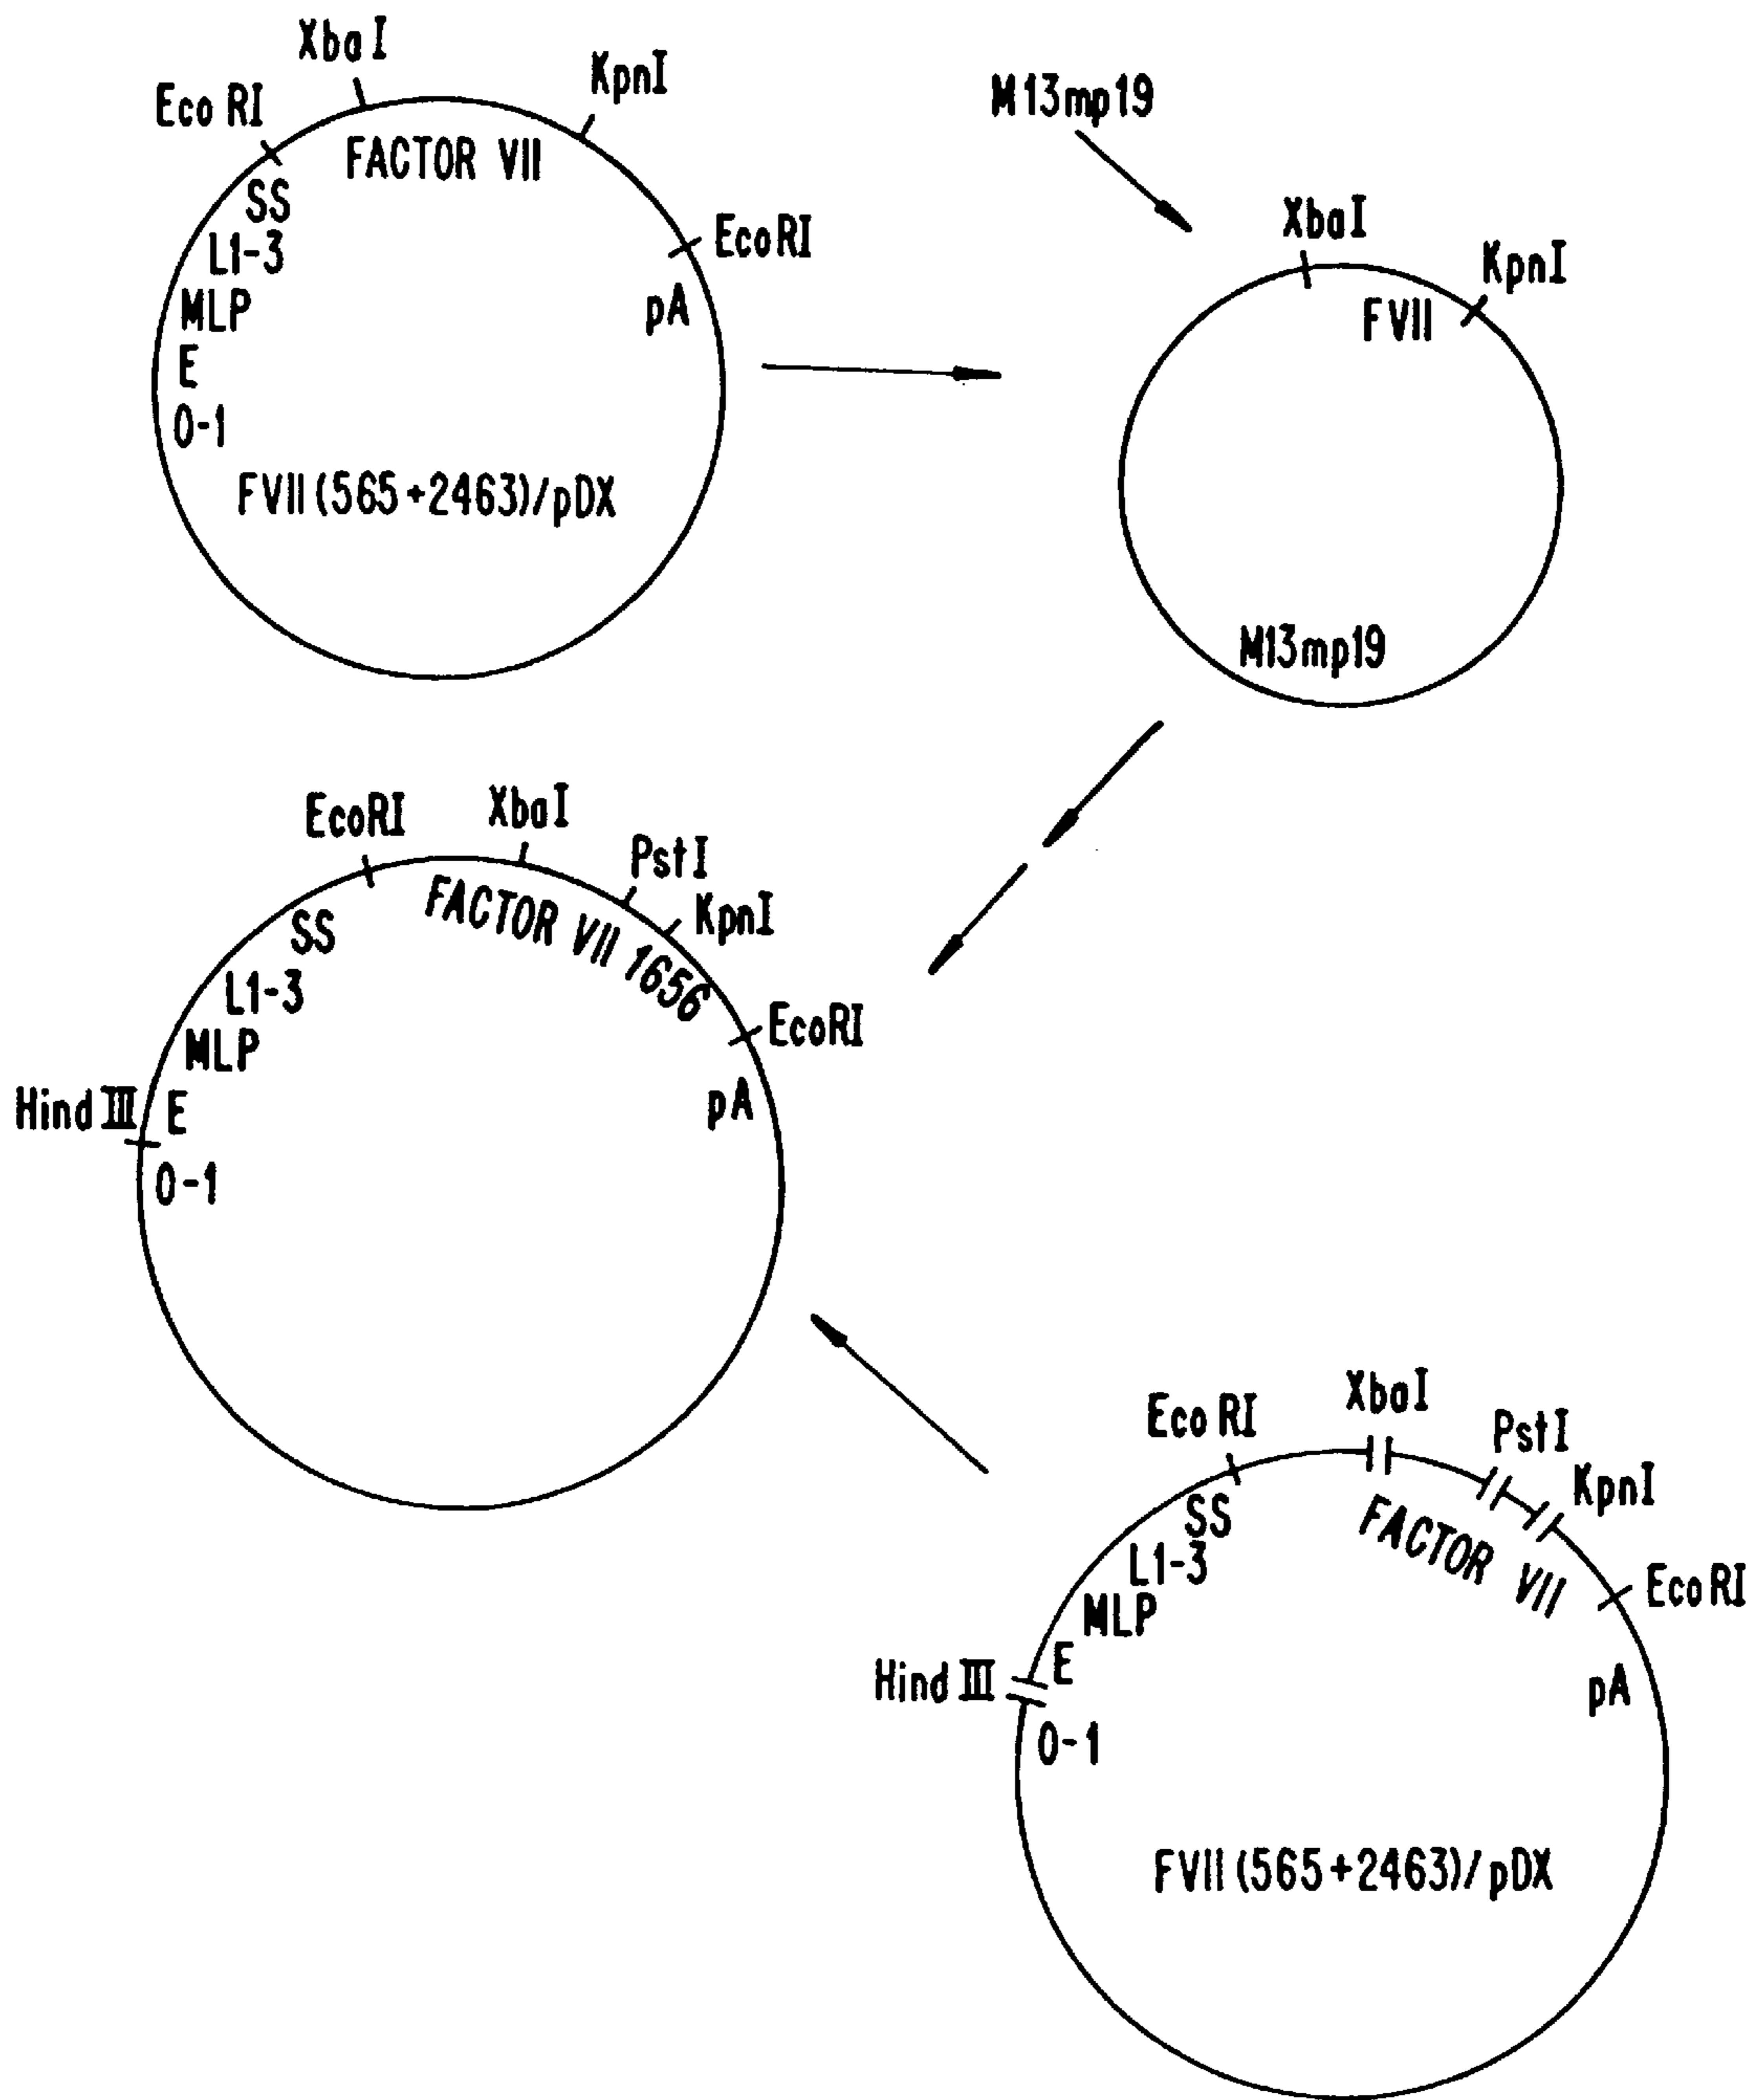 XbaI
KpnI
Eco RI
FACTOR VII
SS
L1-3
EcoRI
MLP
pA
E
0-1
FVII (565+2463)/pDX
M13mp19
XbaI
KpnI
FVII
M13mp19
EcoRI
XbaI
PstI
KpnI
FACTOR VII 1656
SS
L1-3
MLP
EcoRI
Hind III
E
pA
0-1
XbaI
Eco RI
PstI
KpnI
SS
FACTOR VII
L1-3
EcoRI
MLP
E
Hind III
pA
0-1
FVII (565+2463)/pDX